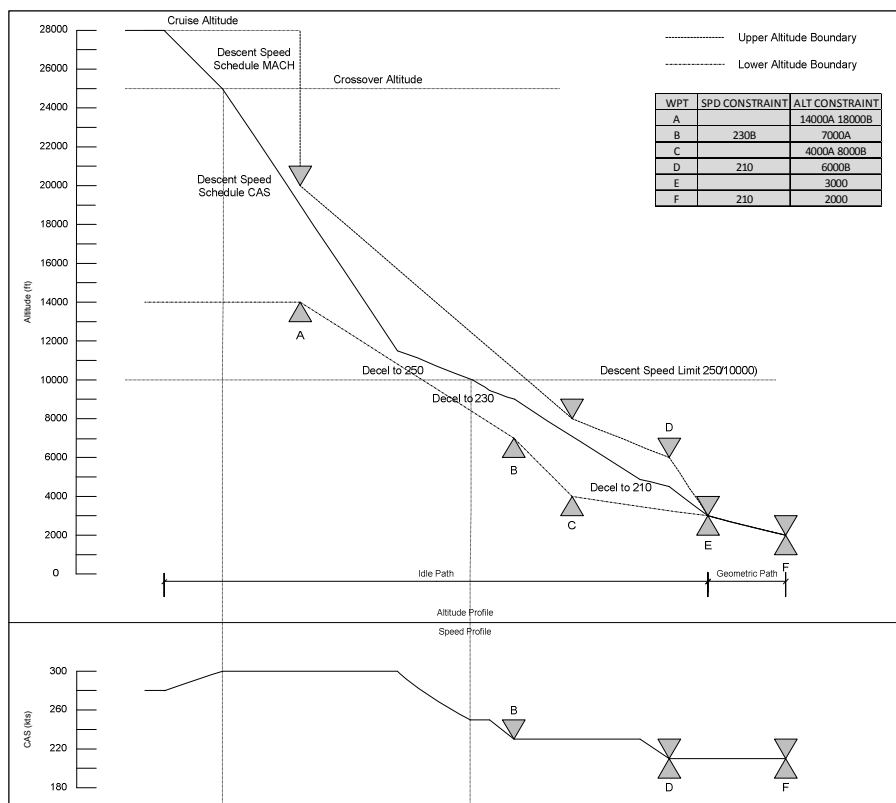 28000
26000
24000
22000
20000
18000
16000
14000
12000
10000
8000
6000
4000
2000
0
Altitude (ft)
Cruise Altitude
Descent Speed
Schedule MACH
Crossover Altitude
Descent Speed
Schedule CAS
Upper Altitude Boundary
Lower Altitude Boundary
WPT SPD CONSTRAINT ALT CONSTRAINT
A 14000A 18000B
B 230B 7000A
C 4000A 8000B
D 210 6000B
E 3000
F 210 2000
A
Decel to 250
Descent Speed Limit 250/10000)
Decel to 230
D
B
Decel to 210
C
E
F
Idle Path
Geometric Path
Altitude Profile
Speed Profile
300
260
220
180
CAS (kts)
B
D
F